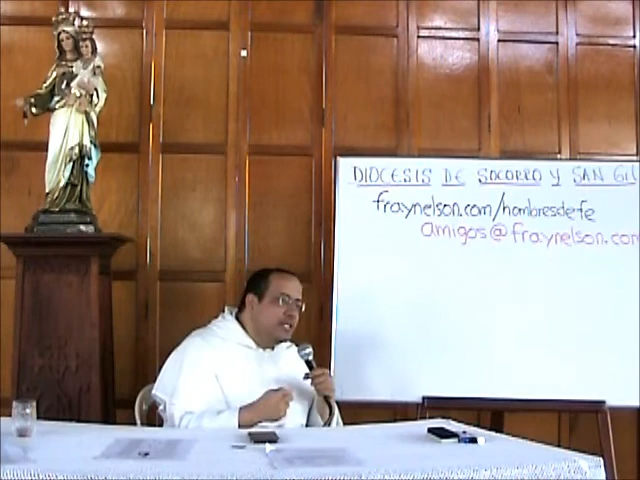 DIOCESIS DE SOCORRO Y SAN GIL
fraynelson.com/hombresdefe
amigos@fraynelson.com